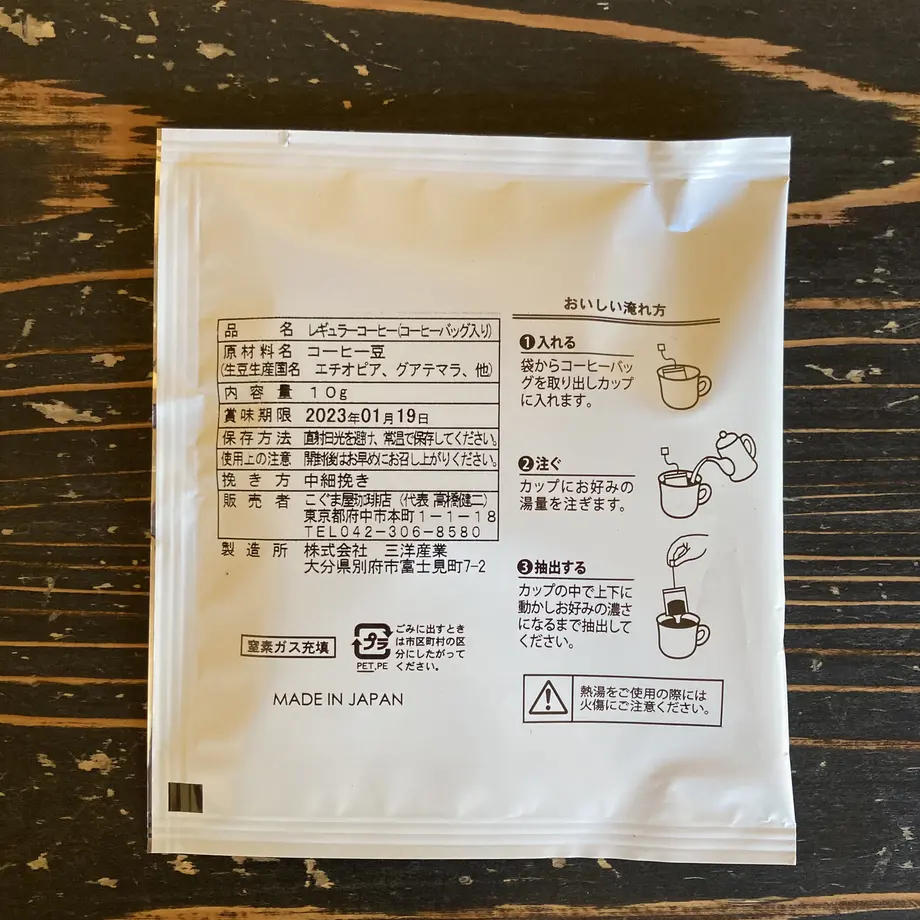 品名 レギュラーコーヒー(コーヒーバッグ入り)
原材料名 コーヒー豆
(生豆生産国名 エチオピア、グアテマラ、他)
内容量 10g
賞味期限 2023年01月19日
保存方法 直射日光を避け、常温で保存してください。
使用上の注意 開封後はお早めにお召し上がりください。
挽き方 中細挽き
販売者 こぐま屋珈琲店 (代表 高橋健二)
東京都府中市本町1-1-18
TEL042-306-8580
製造所 株式会社 三洋産業
大分県別府市富士見町7-2
窒素ガス充填
プラ
PET,PE
ごみに出すとき
は市区町村の区
分にしたがって
ください。
MADE IN JAPAN
おいしい淹れ方
❶入れる
袋からコーヒーバッ
グを取り出しカップ
に入れます。
❷注ぐ
カップにお好みの
湯量を注ぎます。
❸抽出する
カップの中で上下に
動かしお好みの濃さ
になるまで抽出して
ください。
熱湯をご使用の際には
火傷にご注意ください。